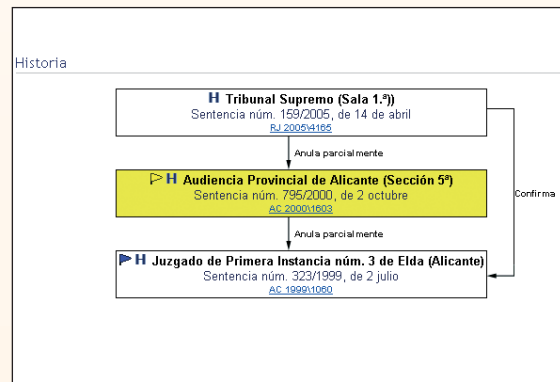 Historia
H Tribunal Supremo (Sala 1.ª))
Sentencia núm. 159/2005, de 14 de abril
RJ 2005\4165
Anula parcialmente
H Audiencia Provincial de Alicante (Sección 5ª)
Sentencia núm. 795/2000, de 2 octubre
AC 2000\1603
Confirma
Anula parcialmente
H Juzgado de Primera Instancia núm. 3 de Elda (Alicante)
Sentencia núm. 323/1999, de 2 julio
AC 1999\1060